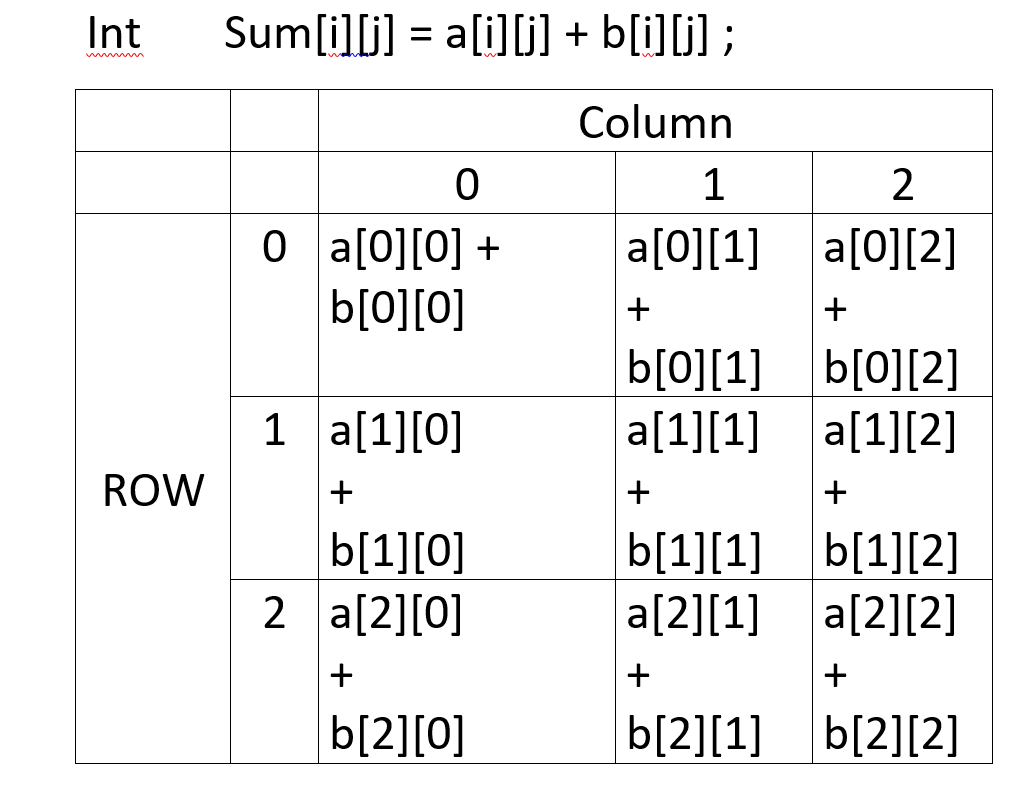 Int Sum[i][j] = a[i][j] + b[i][j] ;
Column
0 1 2
0 a[0][0] + a[0][1] a[0][2]
b[0][0] + +
b[0][1] b[0][2]
1 a[1][0] a[1][1] a[1][2]
ROW + + +
b[1][0] b[1][1] b[1][2]
2 a[2][0] a[2][1] a[2][2]
+ + +
b[2][0] b[2][1] b[2][2]